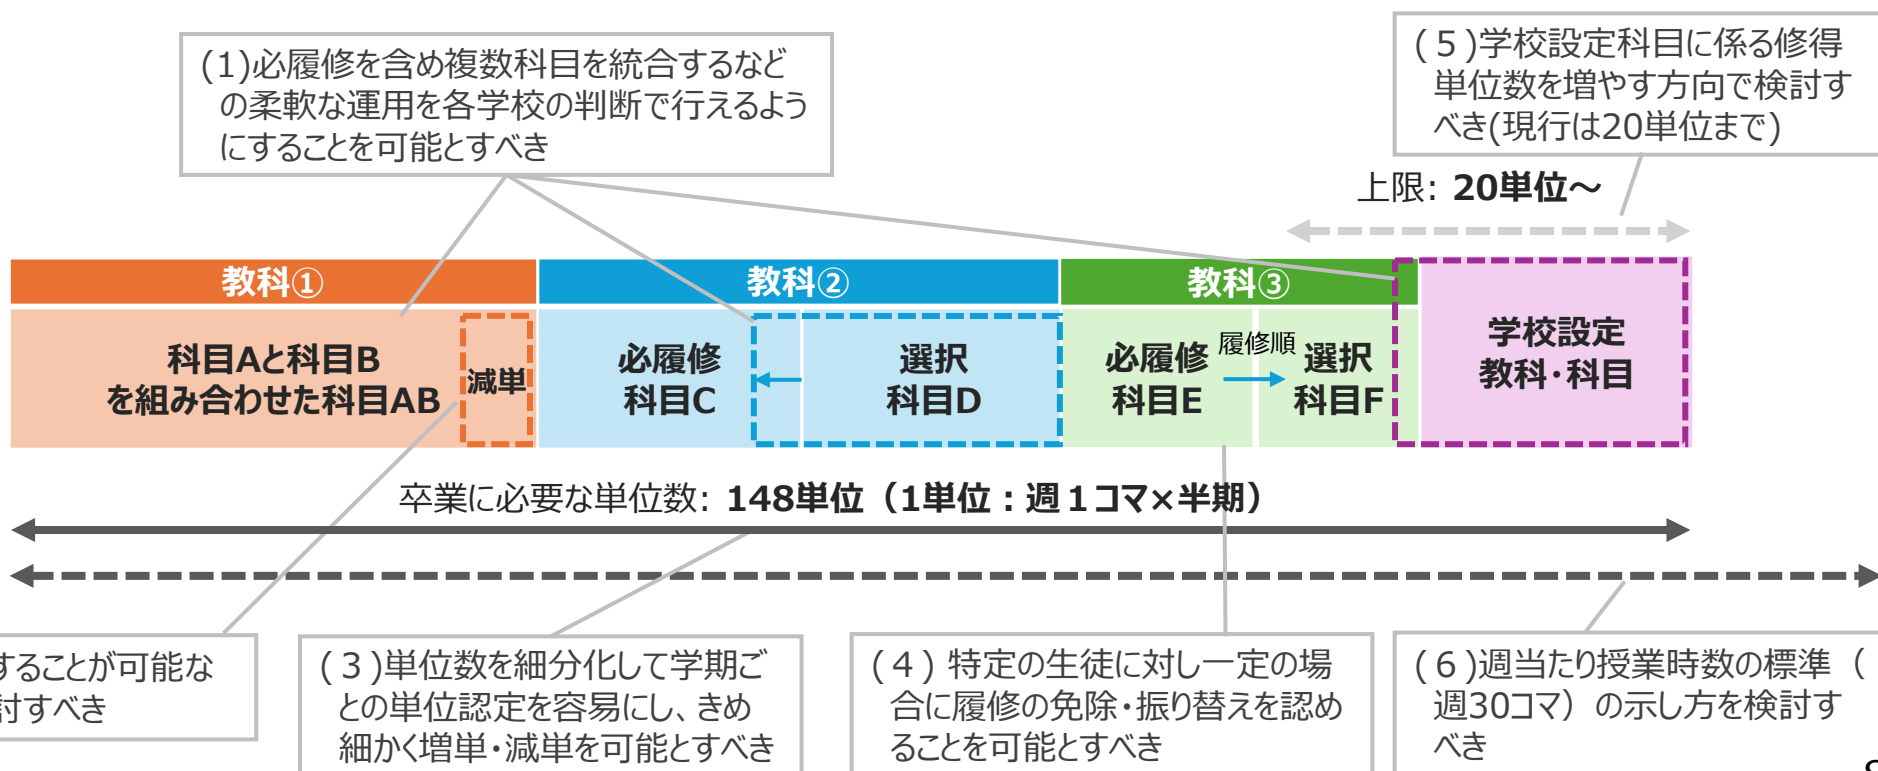 (1)必履修を含め複数科目を統合するなど
の柔軟な運用を各学校の判断で行えるよう
にすることを可能とすべき
(５)学校設定科目に係る修得
単位数を増やす方向で検討す
べき(現行は20単位まで)
上限: 20単位～
教科①
教科②
教科③
科目Aと科目B
を組み合わせた科目AB
減単
必履修
科目C
選択
科目D
必履修
科目E
履修順
選択
科目F
学校設定
教科・科目
卒業に必要な単位数: 148単位（1単位：週１コマ×半期）
することが可能な
討すべき
(３)単位数を細分化して学期ご
との単位認定を容易にし、きめ
細かく増単・減単を可能とすべき
(４) 特定の生徒に対し一定の場
合に履修の免除・振り替えを認め
ることを可能とすべき
(６)週当たり授業時数の標準（
週30コマ）の示し方を検討す
べき